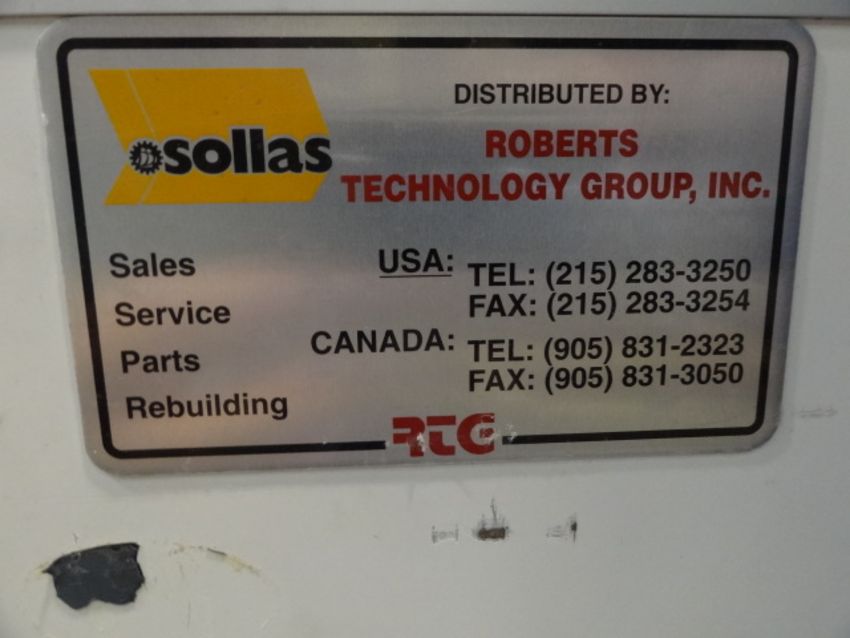 sollas
DISTRIBUTED BY:
ROBERTS
TECHNOLOGY GROUP, INC.
Sales
Service
Parts
Rebuilding
USA: TEL: (215) 283-3250
FAX: (215) 283-3254
CANADA: TEL: (905) 831-2323
FAX: (905) 831-3050
RTG